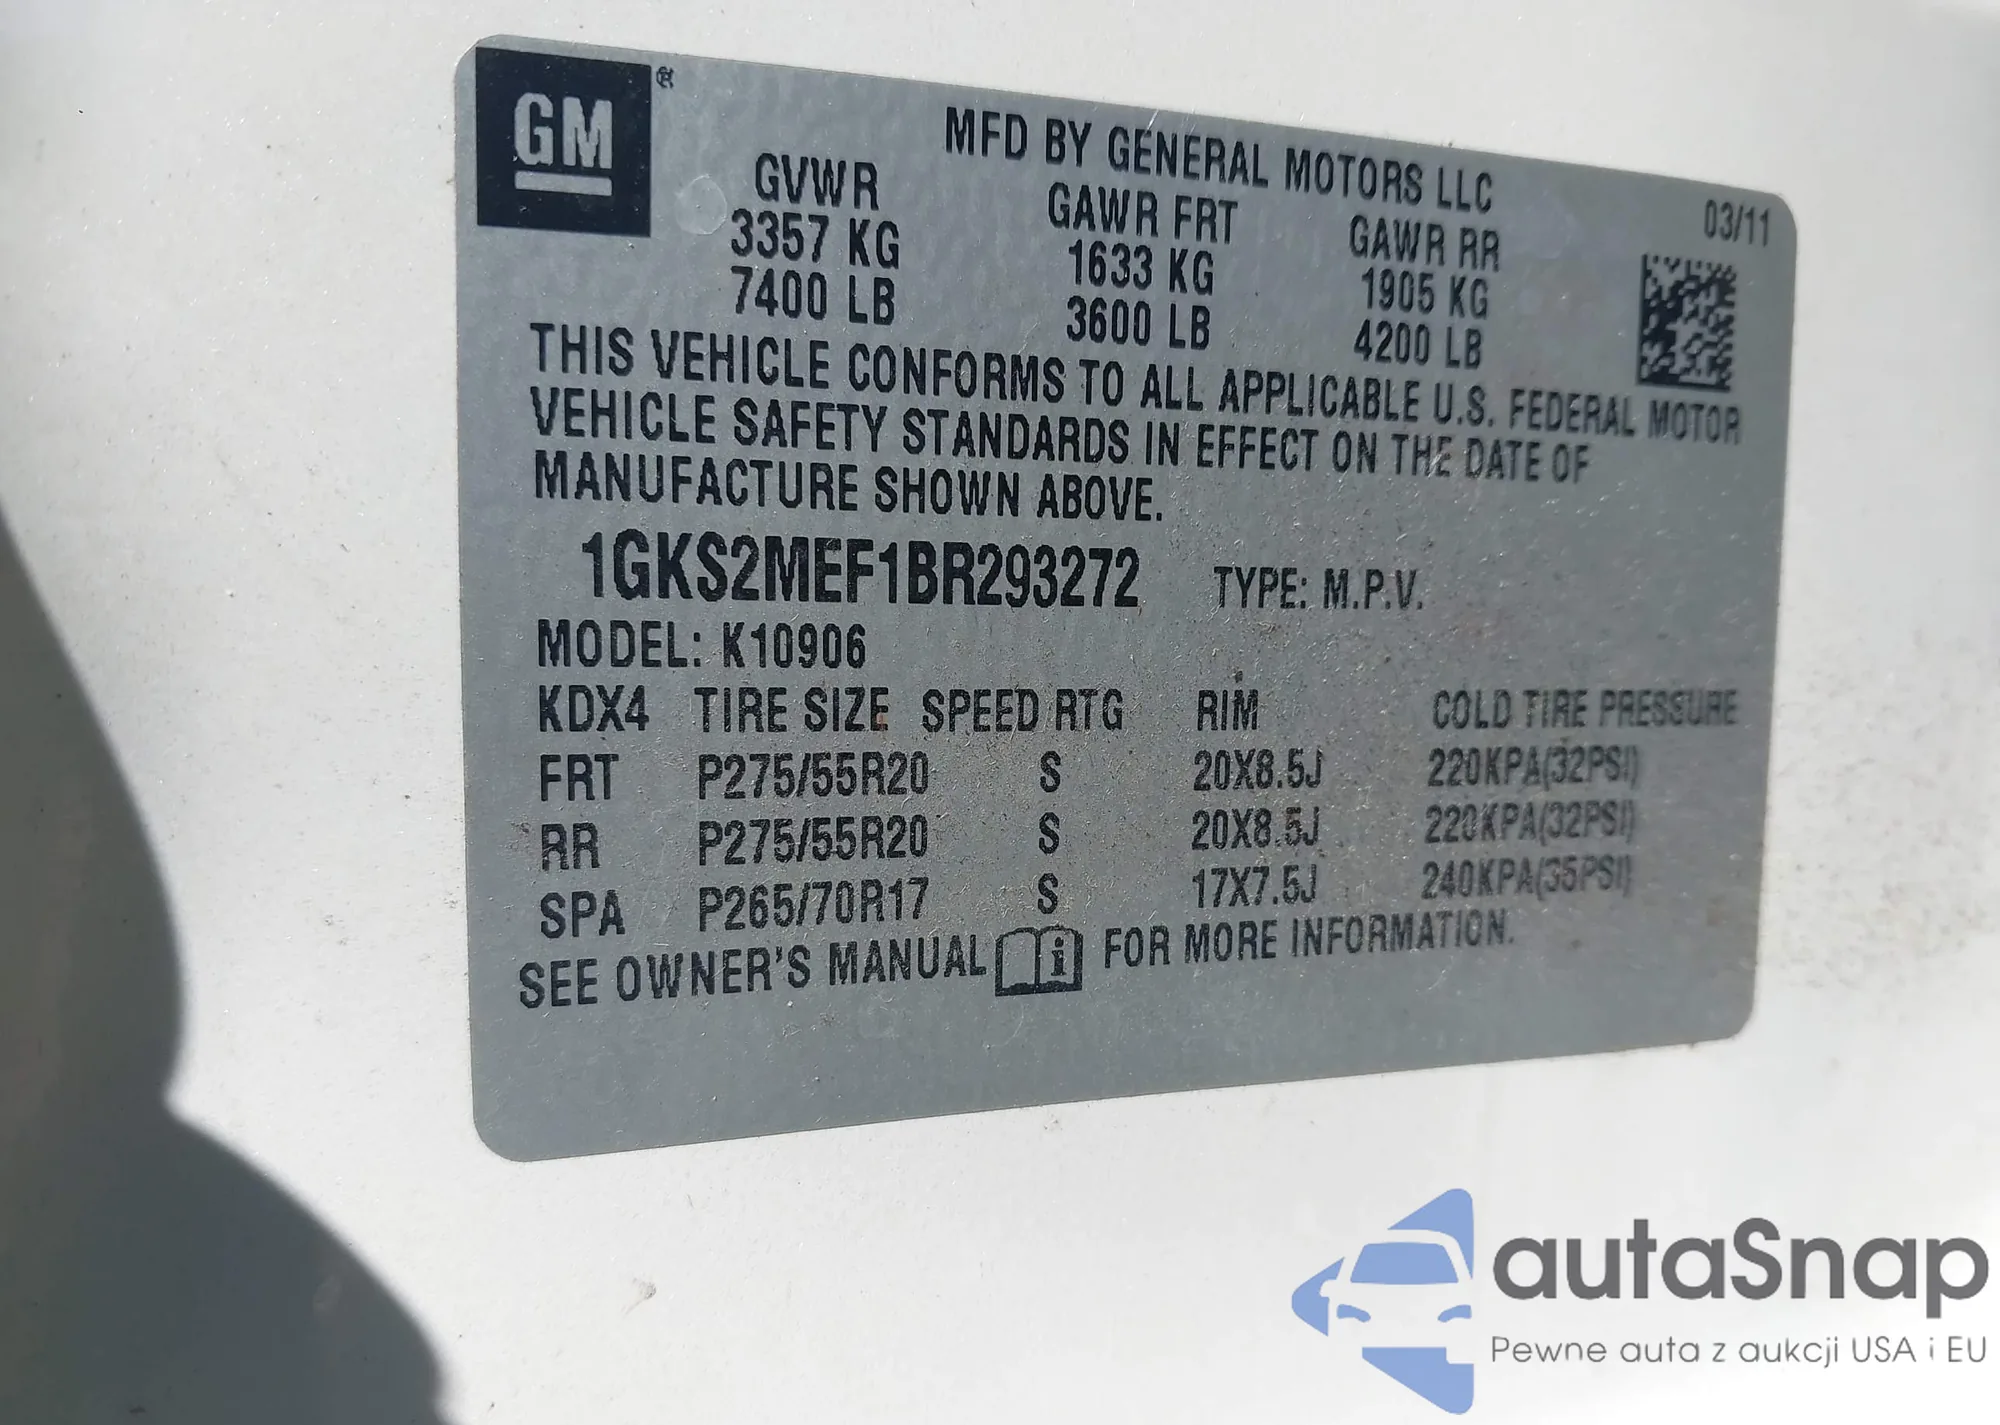 GM
MFD BY GENERAL MOTORS LLC
03/11
GVWR GAWR FRT GAWR RR
3357 KG 1633 KG 1905 KG
7400 LB 3600 LB 4200 LB
THIS VEHICLE CONFORMS TO ALL APPLICABLE U.S. FEDERAL MOTOR
VEHICLE SAFETY STANDARDS IN EFFECT ON THE DATE OF
MANUFACTURE SHOWN ABOVE.
1GKS2MEF1BR293272 TYPE: M.P.V.
MODEL: K10906
KDX4 TIRE SIZE SPEED RTG RIM COLD TIRE PRESSURE
FRT P275/55R20 S 20X8.5J 220KPA(32PSI)
RR P275/55R20 S 20X8.5J 220KPA(32PSI)
SPA P265/70R17 S 17X7.5J 240KPA(35PSI)
SEE OWNER'S MANUAL FOR MORE INFORMATION.
autaSnap
Pewne auta z aukcji USA i EU